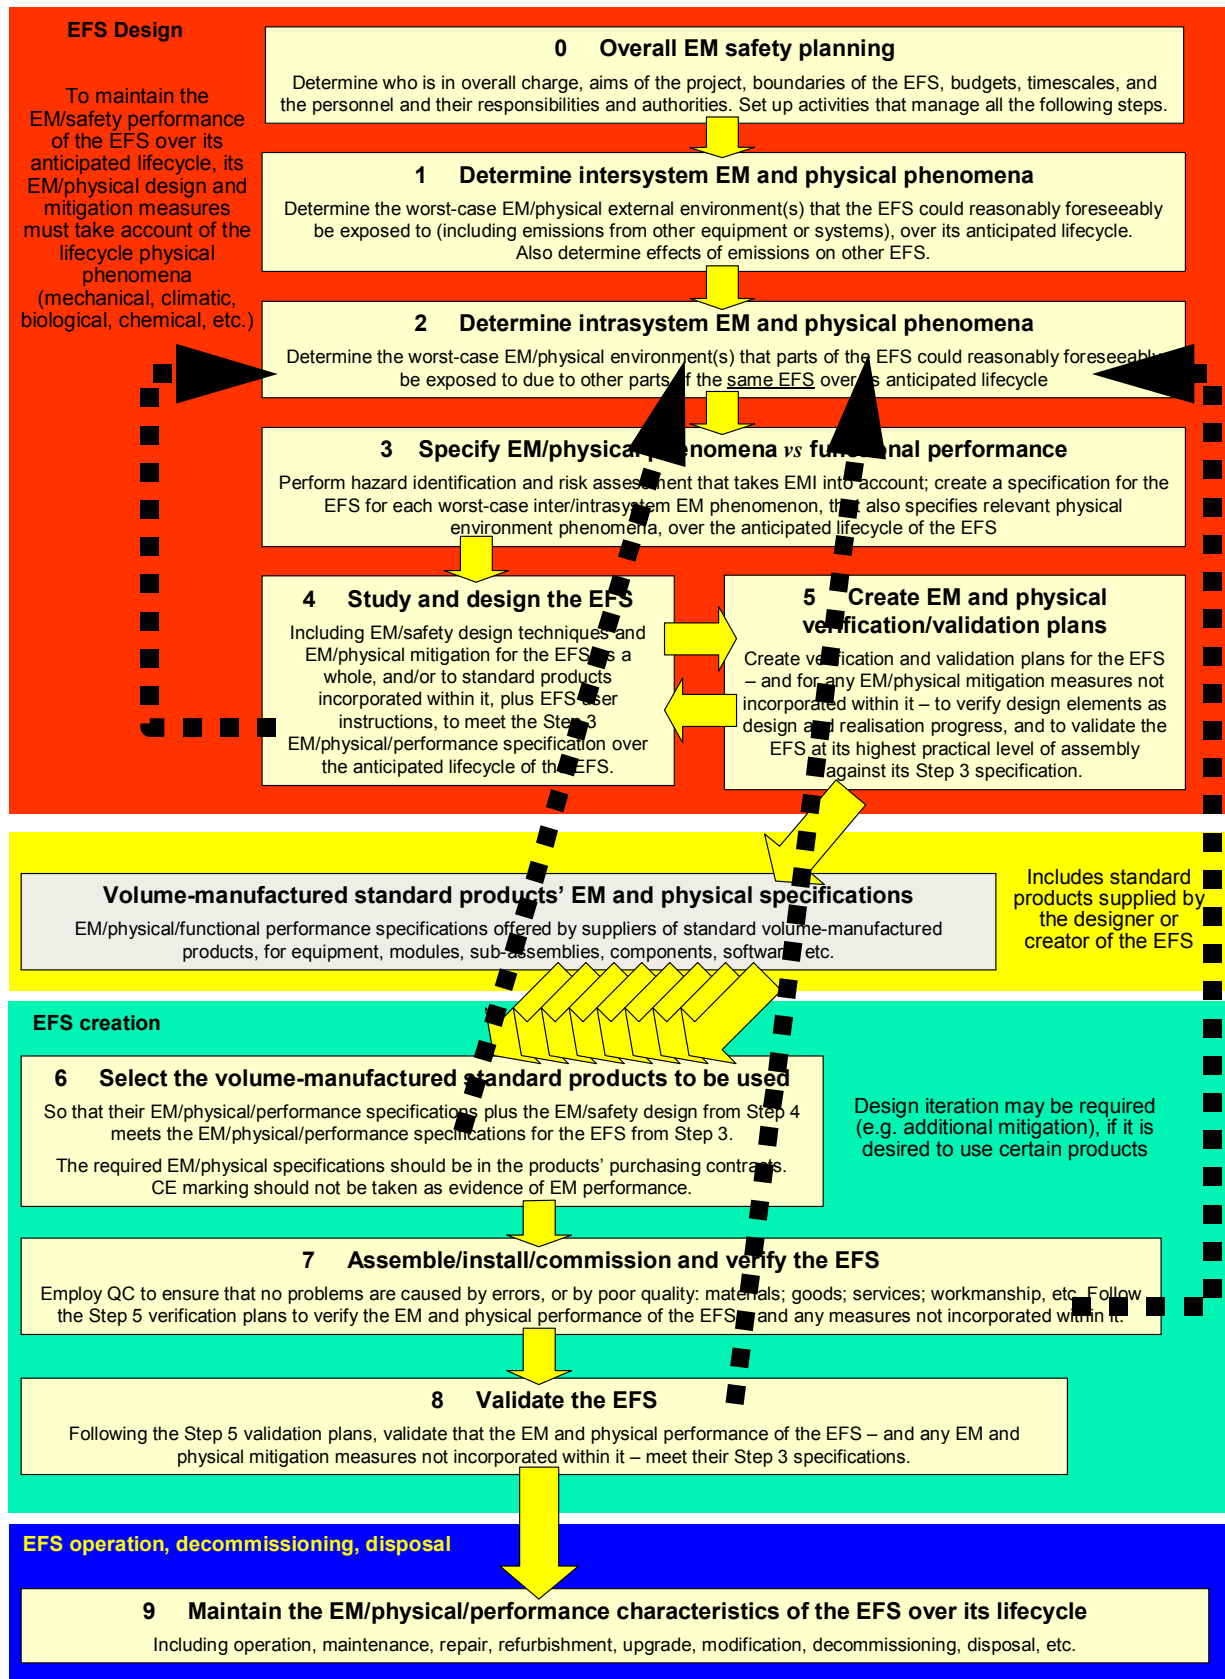 EFS Design
To maintain the
EM/safety performance
of the EFS over its
anticipated lifecycle, its
EM/physical design and
mitigation measures
must take account of the
lifecycle physical
phenomena
(mechanical, climatic,
biological, chemical, etc.)
0 Overall EM safety planning
Determine who is in overall charge, aims of the project, boundaries of the EFS, budgets, timescales, and
the personnel and their responsibilities and authorities. Set up activities that manage all the following steps.
1 Determine intersystem EM and physical phenomena
Determine the worst-case EM/physical external environment(s) that the EFS could reasonably foreseeably
be exposed to (including emissions from other equipment or systems), over its anticipated lifecycle.
Also determine effects of emissions on other EFS.
2 Determine intrasystem EM and physical phenomena
Determine the worst-case EM/physical environment(s) that parts of the EFS could reasonably foreseeably
be exposed to due to other parts of the same EFS over its anticipated lifecycle
3 Specify EM/physical phenomena vs functional performance
Perform hazard identification and risk assessment that takes EMI into account; create a specification for the
EFS for each worst-case inter/intrasystem EM phenomenon, that also specifies relevant physical
environment phenomena, over the anticipated lifecycle of the EFS
4 Study and design the EFS
Including EM/safety design techniques and
EM/physical mitigation for the EFS as a
whole, and/or to standard products
incorporated within it, plus EFS user
instructions, to meet the Step 3
EM/physical/performance specification over
the anticipated lifecycle of the EFS.
5 Create EM and physical
verification/validation plans
Create verification and validation plans for the EFS
– and for any EM/physical mitigation measures not
incorporated within it – to verify design elements as
design and realisation progress, and to validate the
EFS at its highest practical level of assembly
against its Step 3 specification.
Volume-manufactured standard products’ EM and physical specifications
EM/physical/functional performance specifications offered by suppliers of standard volume-manufactured
products, for equipment, modules, sub-assemblies, components, software, etc.
Includes standard
products supplied by
the designer or
creator of the EFS
EFS creation
6 Select the volume-manufactured standard products to be used
So that their EM/physical/performance specifications plus the EM/safety design from Step 4
meets the EM/physical/performance specifications for the EFS from Step 3.
The required EM/physical specifications should be in the products’ purchasing contracts.
CE marking should not be taken as evidence of EM performance.
Design iteration may be required
(e.g. additional mitigation), if it is
desired to use certain products
7 Assemble/install/commission and verify the EFS
Employ QC to ensure that no problems are caused by errors, or by poor quality: materials; goods; services; workmanship, etc. Follow
the Step 5 verification plans to verify the EM and physical performance of the EFS – and any measures not incorporated within it.
8 Validate the EFS
Following the Step 5 validation plans, validate that the EM and physical performance of the EFS – and any EM and
physical mitigation measures not incorporated within it – meet their Step 3 specifications.
EFS operation, decommissioning, disposal
9 Maintain the EM/physical/performance characteristics of the EFS over its lifecycle
Including operation, maintenance, repair, refurbishment, upgrade, modification, decommissioning, disposal, etc.